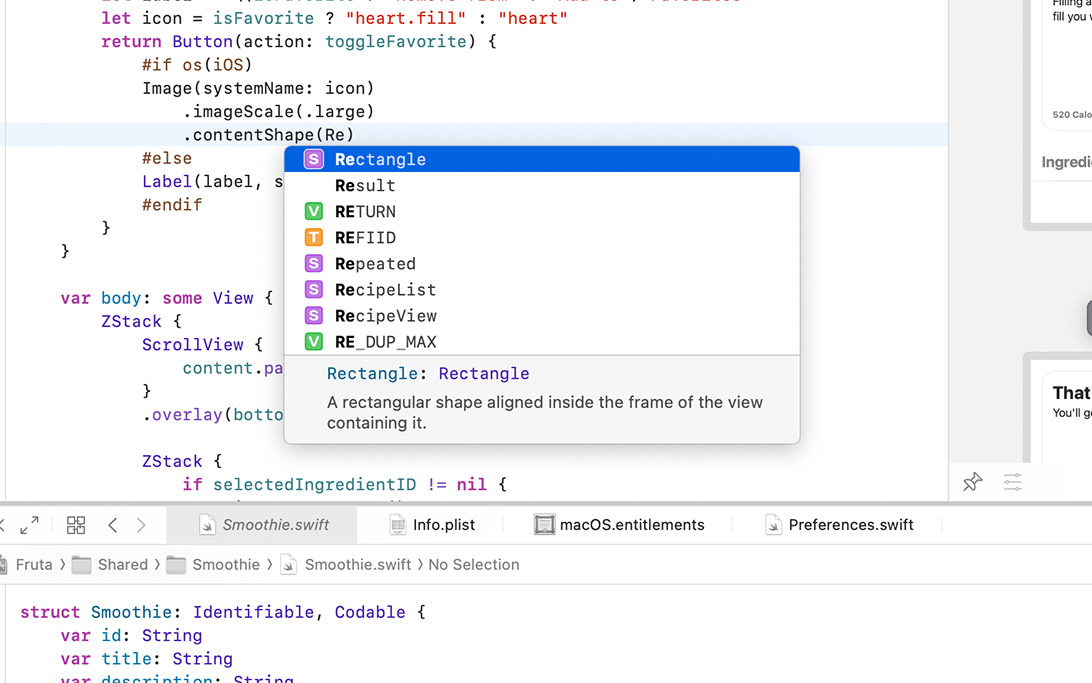 let icon = isFavorite ? "heart.fill" : "heart"
return Button(action: toggleFavorite) {
#if os(iOS)
Image(systemName: icon)
.imageScale(.large)
.contentShape(Re)
#else
Label(label, s
#endif
}
}
var body: some View {
ZStack {
ScrollView {
content.pa
}
.overlay(botto
ZStack {
if selectedIngredientID != nil {
S Rectangle
Result
V RETURN
T REFIID
S Repeated
S RecipeList
S RecipeView
V RE_DUP_MAX
Rectangle: Rectangle
A rectangular shape aligned inside the frame of the view
containing it.
fill you
520 Calo
Ingredi
That
You'll g
Smoothie.swift Info.plist macOS.entitlements Preferences.swift
Fruta 〉 Shared 〉 Smoothie 〉 Smoothie.swift 〉 No Selection
struct Smoothie: Identifiable, Codable {
var id: String
var title: String
var description: String